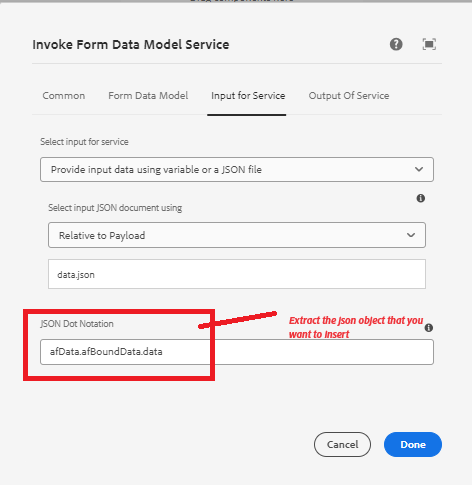 Invoke Form Data Model Service
Common Form Data Model Input for Service Output Of Service
Select input for service
Provide input data using variable or a JSON file
Select input JSON document using
Relative to Payload
data.json
JSON Dot Notation
Extract the json object that you
want to insert
afData.afBoundData.data
Cancel Done